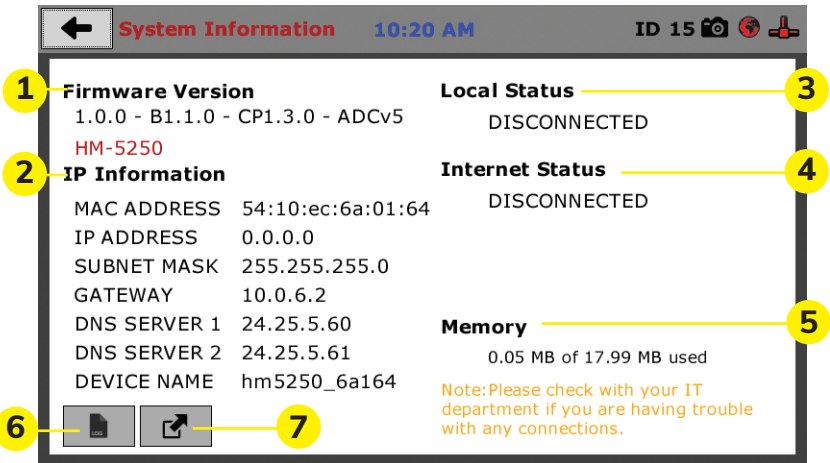 System Information 10:20 AM ID 15
1 Firmware Version
1.0.0 - B1.1.0 - CP1.3.0 - ADCv5
HM-5250
2 IP Information
MAC ADDRESS 54:10:ec:6a:01:64
IP ADDRESS 0.0.0.0
SUBNET MASK 255.255.255.0
GATEWAY 10.0.6.2
DNS SERVER 1 24.25.5.60
DNS SERVER 2 24.25.5.61
DEVICE NAME hm5250_6a164
6 LOG 7
Local Status 3
DISCONNECTED
Internet Status 4
DISCONNECTED
Memory 5
0.05 MB of 17.99 MB used
Note:Please check with your IT
department if you are having trouble
with any connections.